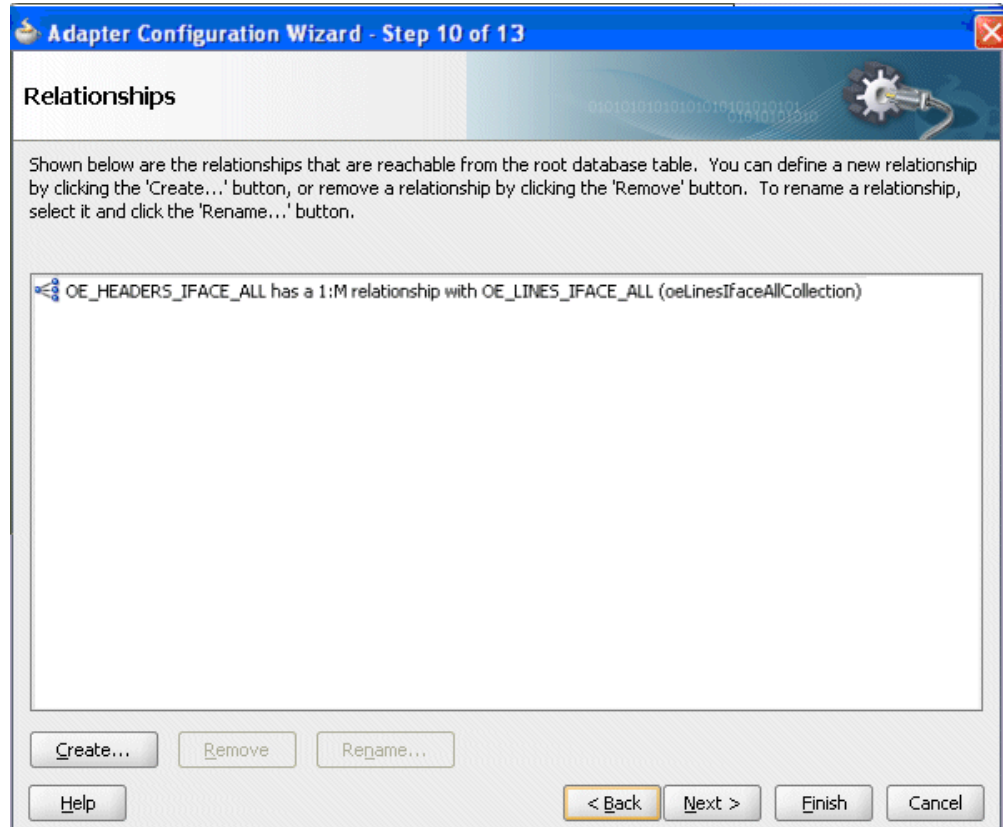 Adapter Configuration Wizard - Step 10 of 13
Relationships
Shown below are the relationships that are reachable from the root database table. You can define a new relationship
by clicking the 'Create...' button, or remove a relationship by clicking the 'Remove' button. To rename a relationship,
select it and click the 'Rename...' button.
OE_HEADERS_IFACE_ALL has a 1:M relationship with OE_LINES_IFACE_ALL (oeLinesIfaceAllCollection)
Create...
Remove
Rename...
Help
< Back
Next >
Finish
Cancel